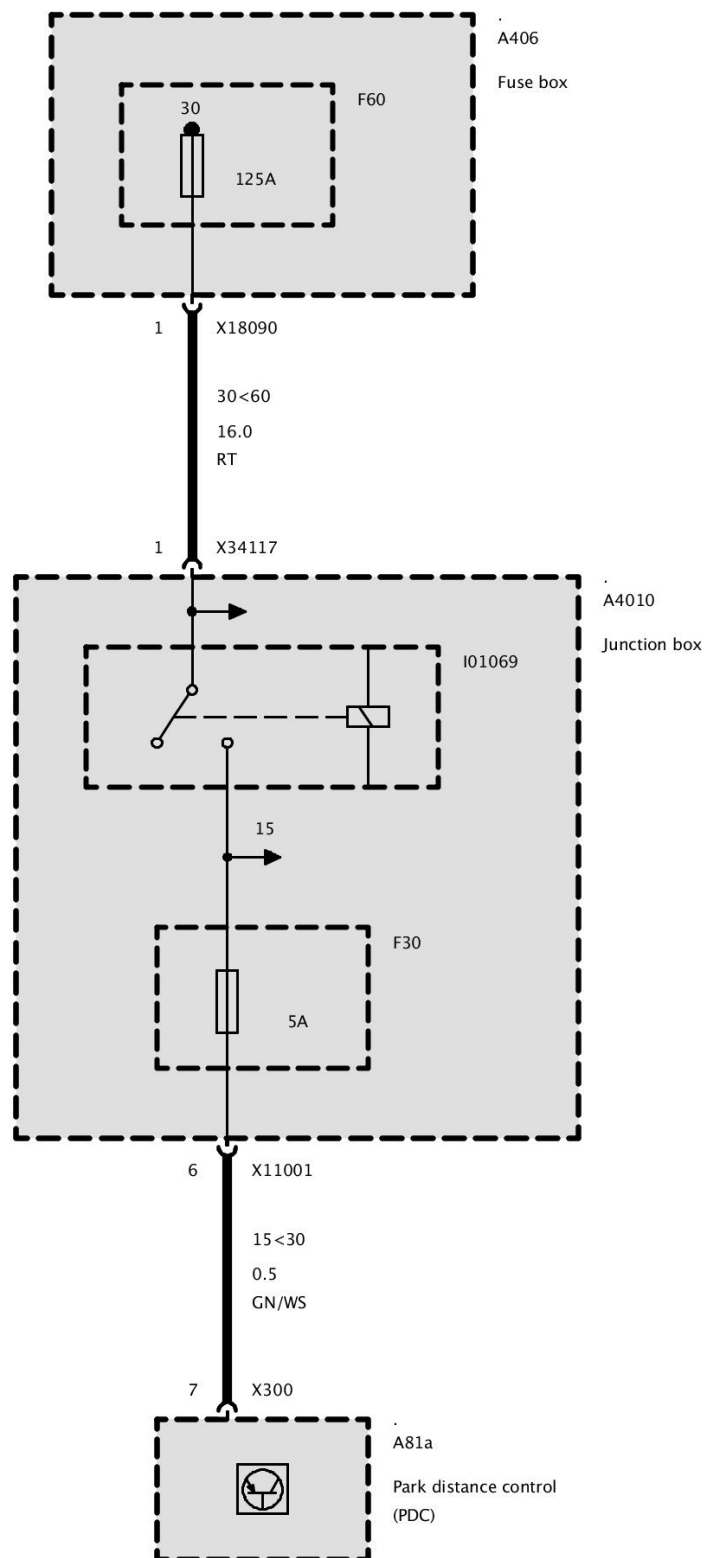 .
A406
Fuse box
F60
30
125A
1 X18090
30<60
16.0
RT
1 X34117
.
A4010
Junction box
I01069
15
F30
5A
6 X11001
15<30
0.5
GN/WS
7 X300
.
A81a
Park distance control
(PDC)